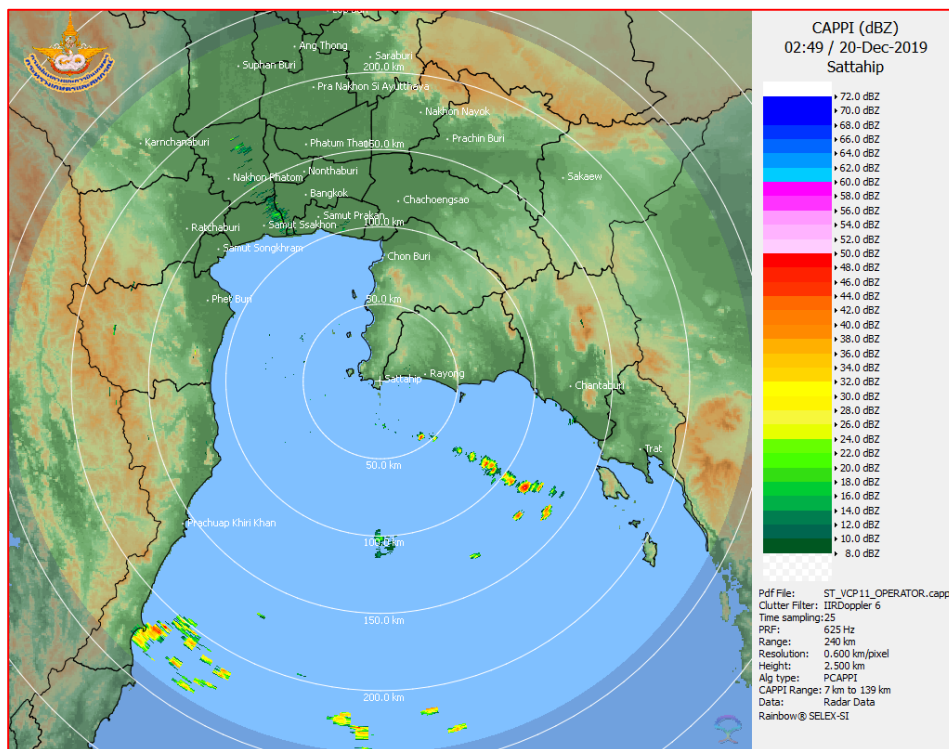 Ang Thong
Saraburi
Suphan Buri
200.0 km
Pra Nakhon Si Ayutthaya
Nakhon Nayok
Karnchanaburi
Phatum Than
50.0 km
Prachin Buri
Nakhon Phatom
Nonthaburi
Sakaew
Bangkok
Chachoengsao
Samut Prakan
Ratchaburi
Samut Ssakhon
100.0 km
Samut Songkhram
Chon Buri
Phet Buri
50.0 km
Sattahip
Rayong
Chantaburi
Trat
50.0 km
Prachuap Khiri Khan
100.0 km
150.0 km
200.0 km
CAPPI (dBZ)
02:49 / 20-Dec-2019
Sattahip
72.0 dBZ
70.0 dBZ
68.0 dBZ
66.0 dBZ
64.0 dBZ
62.0 dBZ
60.0 dBZ
58.0 dBZ
56.0 dBZ
54.0 dBZ
52.0 dBZ
50.0 dBZ
48.0 dBZ
46.0 dBZ
44.0 dBZ
42.0 dBZ
40.0 dBZ
38.0 dBZ
36.0 dBZ
34.0 dBZ
32.0 dBZ
30.0 dBZ
28.0 dBZ
26.0 dBZ
24.0 dBZ
22.0 dBZ
20.0 dBZ
18.0 dBZ
16.0 dBZ
14.0 dBZ
12.0 dBZ
10.0 dBZ
8.0 dBZ
Pdf File: ST_VCP11_OPERATOR.capp
Clutter Filter: IIRDoppler 6
Time sampling:25
PRF: 625 Hz
Range: 240 km
Resolution: 0.600 km/pixel
Height: 2.500 km
Alg type: PCAPPI
CAPPI Range: 7 km to 139 km
Data: Radar Data
Rainbow® SELEX-SI